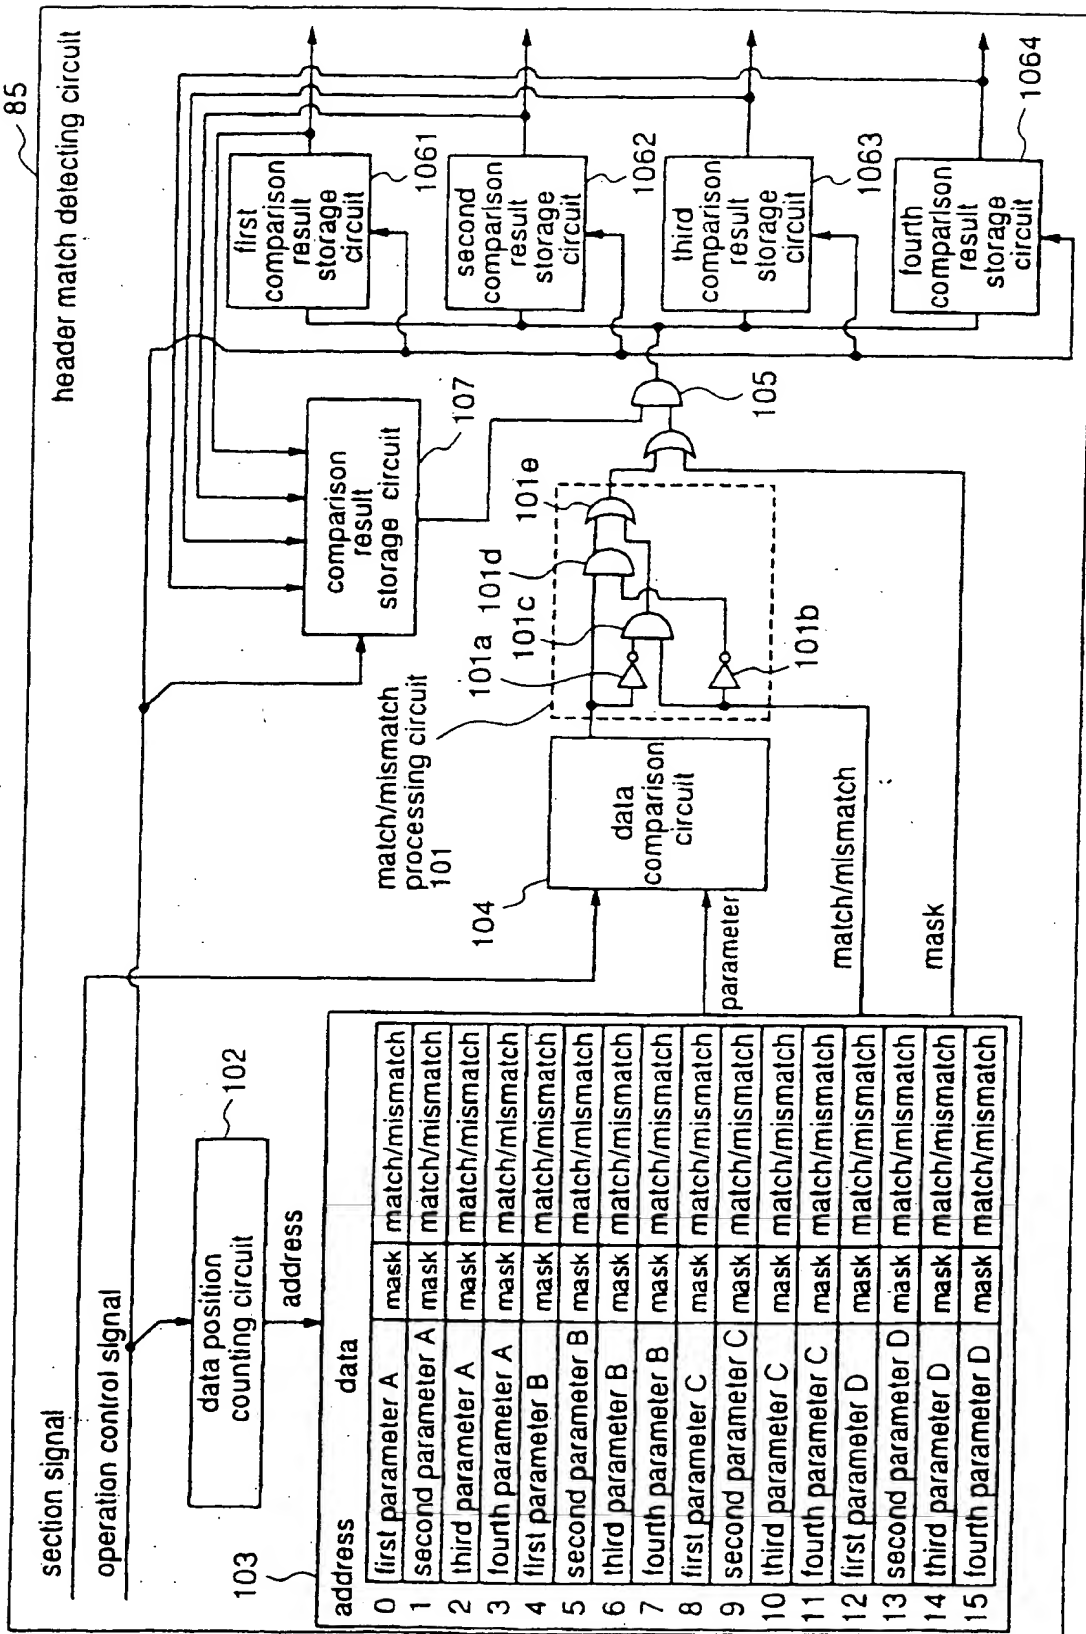 85
header match detecting circuit
section signal
operation control signal
data position
counting circuit
102
address
103
address
data
0 first parameter A mask match/mismatch
1 second parameter A mask match/mismatch
2 third parameter A mask match/mismatch
3 fourth parameter A mask match/mismatch
4 first parameter B mask match/mismatch
5 second parameter B mask match/mismatch
6 third parameter B mask match/mismatch
7 fourth parameter B mask match/mismatch
8 first parameter C mask match/mismatch
9 second parameter C mask match/mismatch
10 third parameter C mask match/mismatch
11 fourth parameter C mask match/mismatch
12 first parameter D mask match/mismatch
13 second parameter D mask match/mismatch
14 third parameter D mask match/mismatch
15 fourth parameter D mask match/mismatch
parameter
match/mismatch
mask
104
data
comparison
circuit
match/mismatch
processing circuit
101
101a
101b
101c
101d
101e
105
comparison
result
storage circuit
107
first
comparison
result
storage
circuit
1061
second
comparison
result
storage
circuit
1062
third
comparison
result
storage
circuit
1063
fourth
comparison
result
storage
circuit
1064